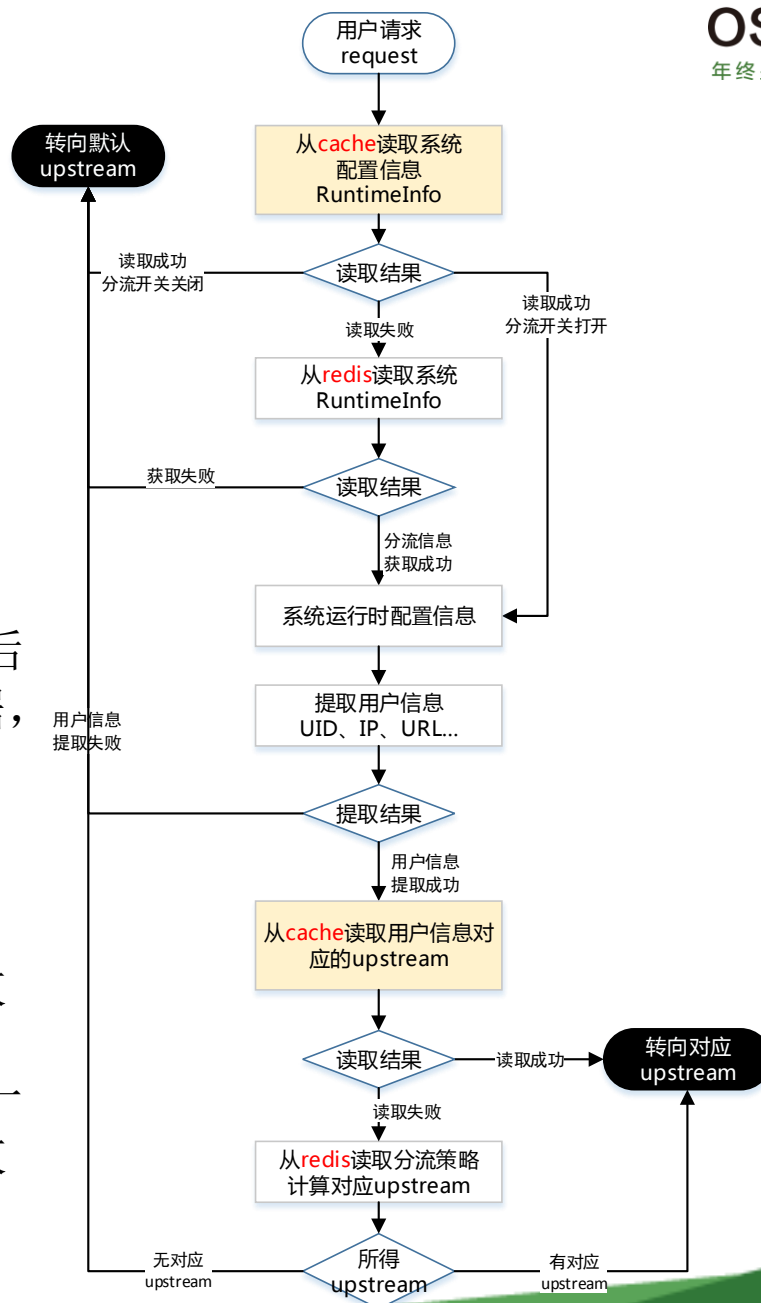 用户请求
request
OS
年终
转向默认
upstream
从cache读取系统
配置信息
RuntimeInfo
读取结果
读取成功
分流开关关闭
读取成功
分流开关打开
读取失败
从redis读取系统
RuntimeInfo
获取失败
读取结果
分流信息
获取成功
系统运行时配置信息
后
，
提取用户信息
UID、IP、URL...
用户信息
提取失败
提取结果
用户信息
提取成功
从cache读取用户信息对
应的upstream
读取结果
读取成功
转向对应
upstream
读取失败
从redis读取分流策略
计算对应upstream
无对应
upstream
所得
upstream
有对应
upstream